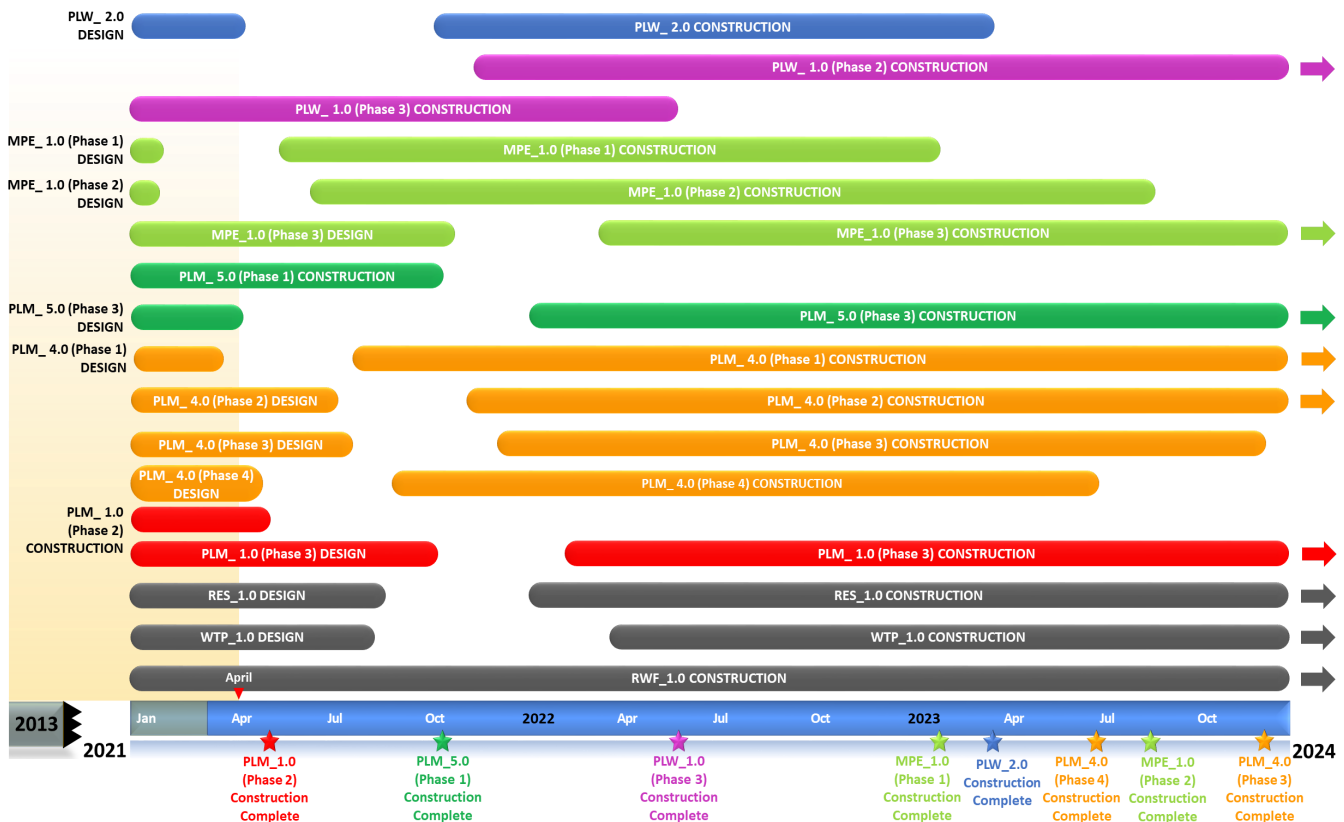 PLW_ 2.0
DESIGN
PLW_ 2.0 CONSTRUCTION
PLW_ 1.0 (Phase 2) CONSTRUCTION
PLW_ 1.0 (Phase 3) CONSTRUCTION
MPE_ 1.0 (Phase 1)
DESIGN
MPE_1.0 (Phase 1) CONSTRUCTION
MPE_ 1.0 (Phase 2)
DESIGN
MPE_1.0 (Phase 2) CONSTRUCTION
MPE_1.0 (Phase 3) DESIGN
MPE_1.0 (Phase 3) CONSTRUCTION
PLM_ 5.0 (Phase 1) CONSTRUCTION
PLM_ 5.0 (Phase 3)
DESIGN
PLM_ 5.0 (Phase 3) CONSTRUCTION
PLM_ 4.0 (Phase 1)
DESIGN
PLM_ 4.0 (Phase 1) CONSTRUCTION
PLM_ 4.0 (Phase 2) DESIGN
PLM_ 4.0 (Phase 2) CONSTRUCTION
PLM_ 4.0 (Phase 3) DESIGN
PLM_ 4.0 (Phase 3) CONSTRUCTION
PLM_ 4.0 (Phase 4)
DESIGN
PLM_ 4.0 (Phase 4) CONSTRUCTION
PLM_ 1.0
(Phase 2)
CONSTRUCTION
PLM_ 1.0 (Phase 3) DESIGN
PLM_ 1.0 (Phase 3) CONSTRUCTION
RES_1.0 DESIGN
RES_1.0 CONSTRUCTION
WTP_1.0 DESIGN
WTP_1.0 CONSTRUCTION
RWF_1.0 CONSTRUCTION
April
2013
Jan Apr Jul Oct 2022 Apr Jul Oct 2023 Apr Jul Oct
2021
2024
PLM_1.0
(Phase 2)
Construction
Complete
PLM_5.0
(Phase 1)
Construction
Complete
PLW_1.0
(Phase 3)
Construction
Complete
MPE_1.0
(Phase 1)
Construction
Complete
PLW_2.0
Construction
Complete
PLM_4.0
(Phase 4)
Construction
Complete
MPE_1.0
(Phase 2)
Construction
Complete
PLM_4.0
(Phase 3)
Construction
Complete